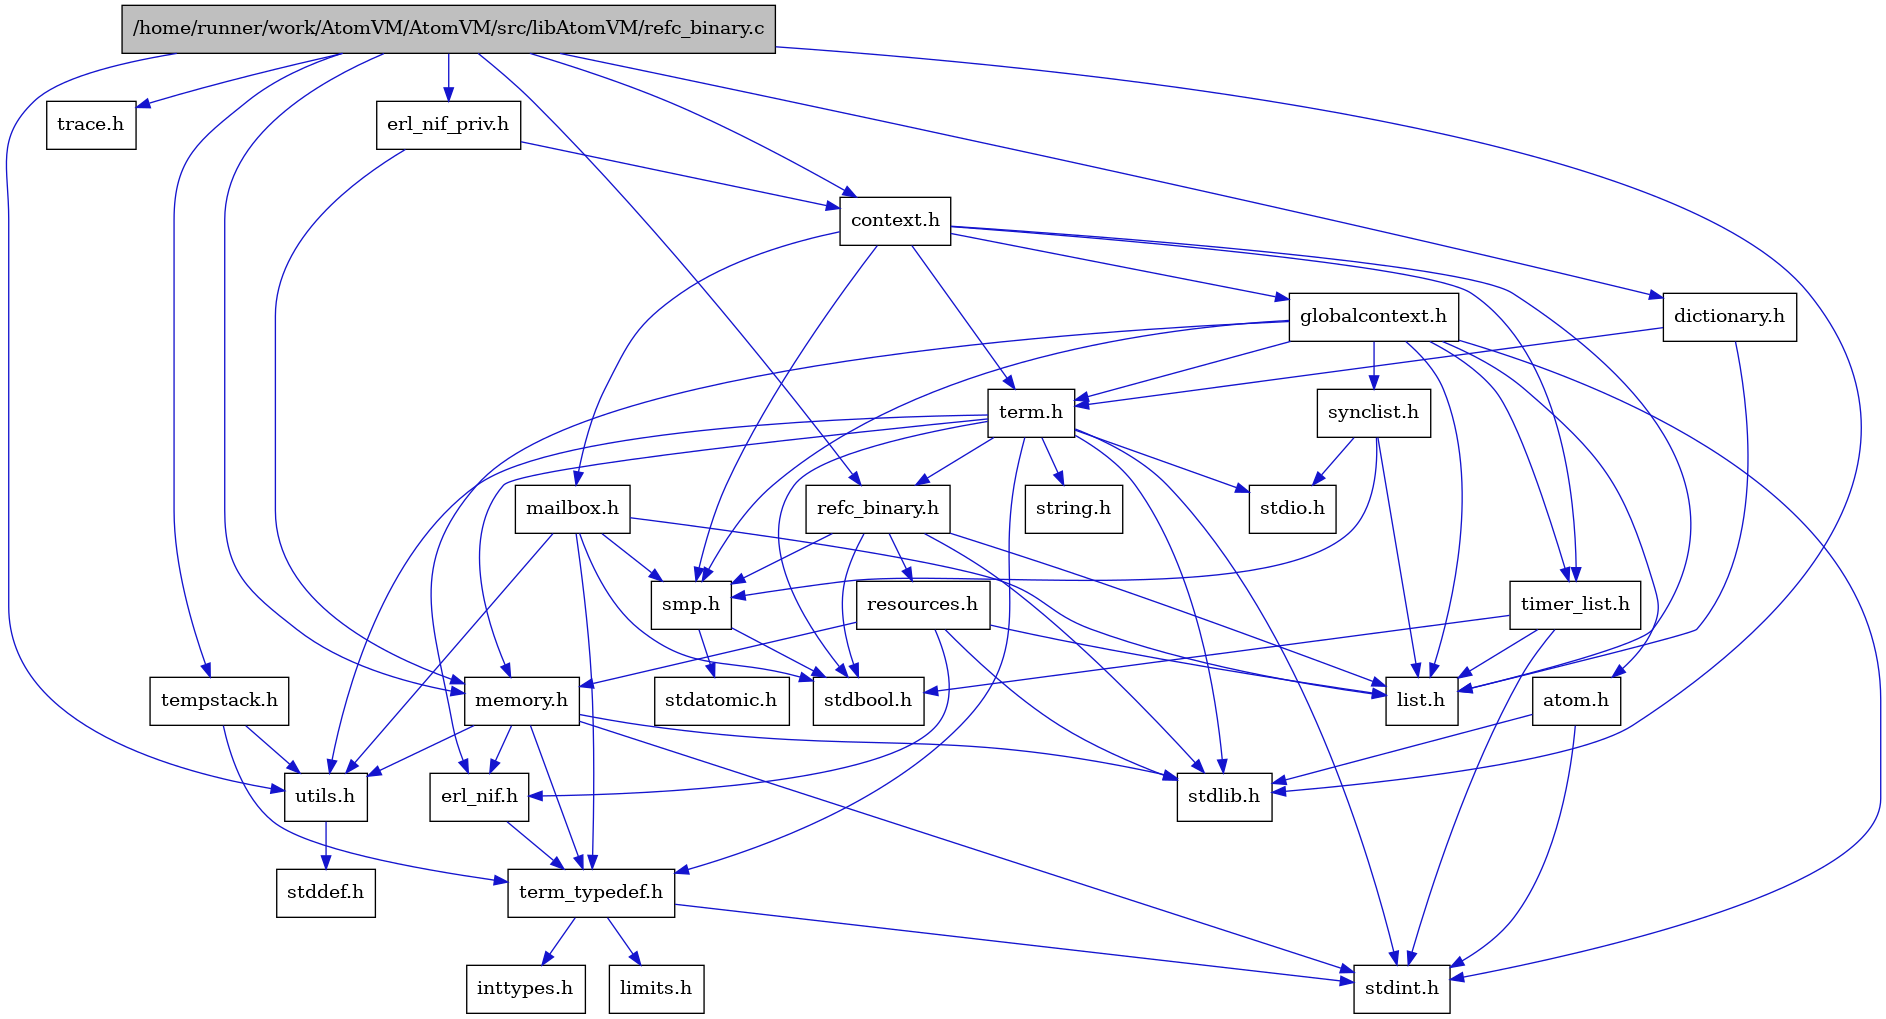 /home/runner/work/AtomVM/AtomVM/src/libAtomVM/refc_binary.c
trace.h
erl_nif_priv.h
context.h
globalcontext.h
dictionary.h
term.h
synclist.h
mailbox.h
refc_binary.h
string.h
stdio.h
smp.h
resources.h
timer_list.h
tempstack.h
memory.h
stdatomic.h
stdbool.h
list.h
atom.h
utils.h
erl_nif.h
stdlib.h
stddef.h
term_typedef.h
inttypes.h
limits.h
stdint.h